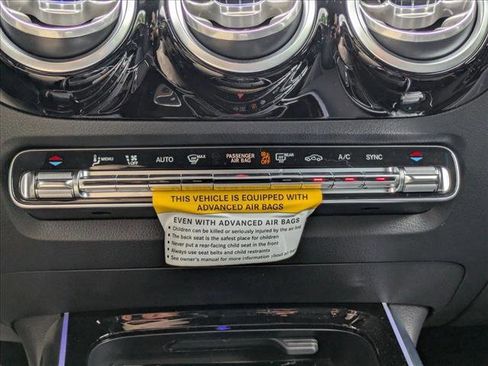 MENU OFF AUTO MAX PASSENGER AIR BAG OFF REAR A/C SYNC
THIS VEHICLE IS EQUIPPED WITH
ADVANCED AIR BAGS
EVEN WITH ADVANCED AIR BAGS
• Children can be killed or seriously injured by the air bag
• The back seat is the safest place for children
• Never put a rear-facing child seat in the front
• Always use seat belts and child restraints
• See owner's manual for more information about air